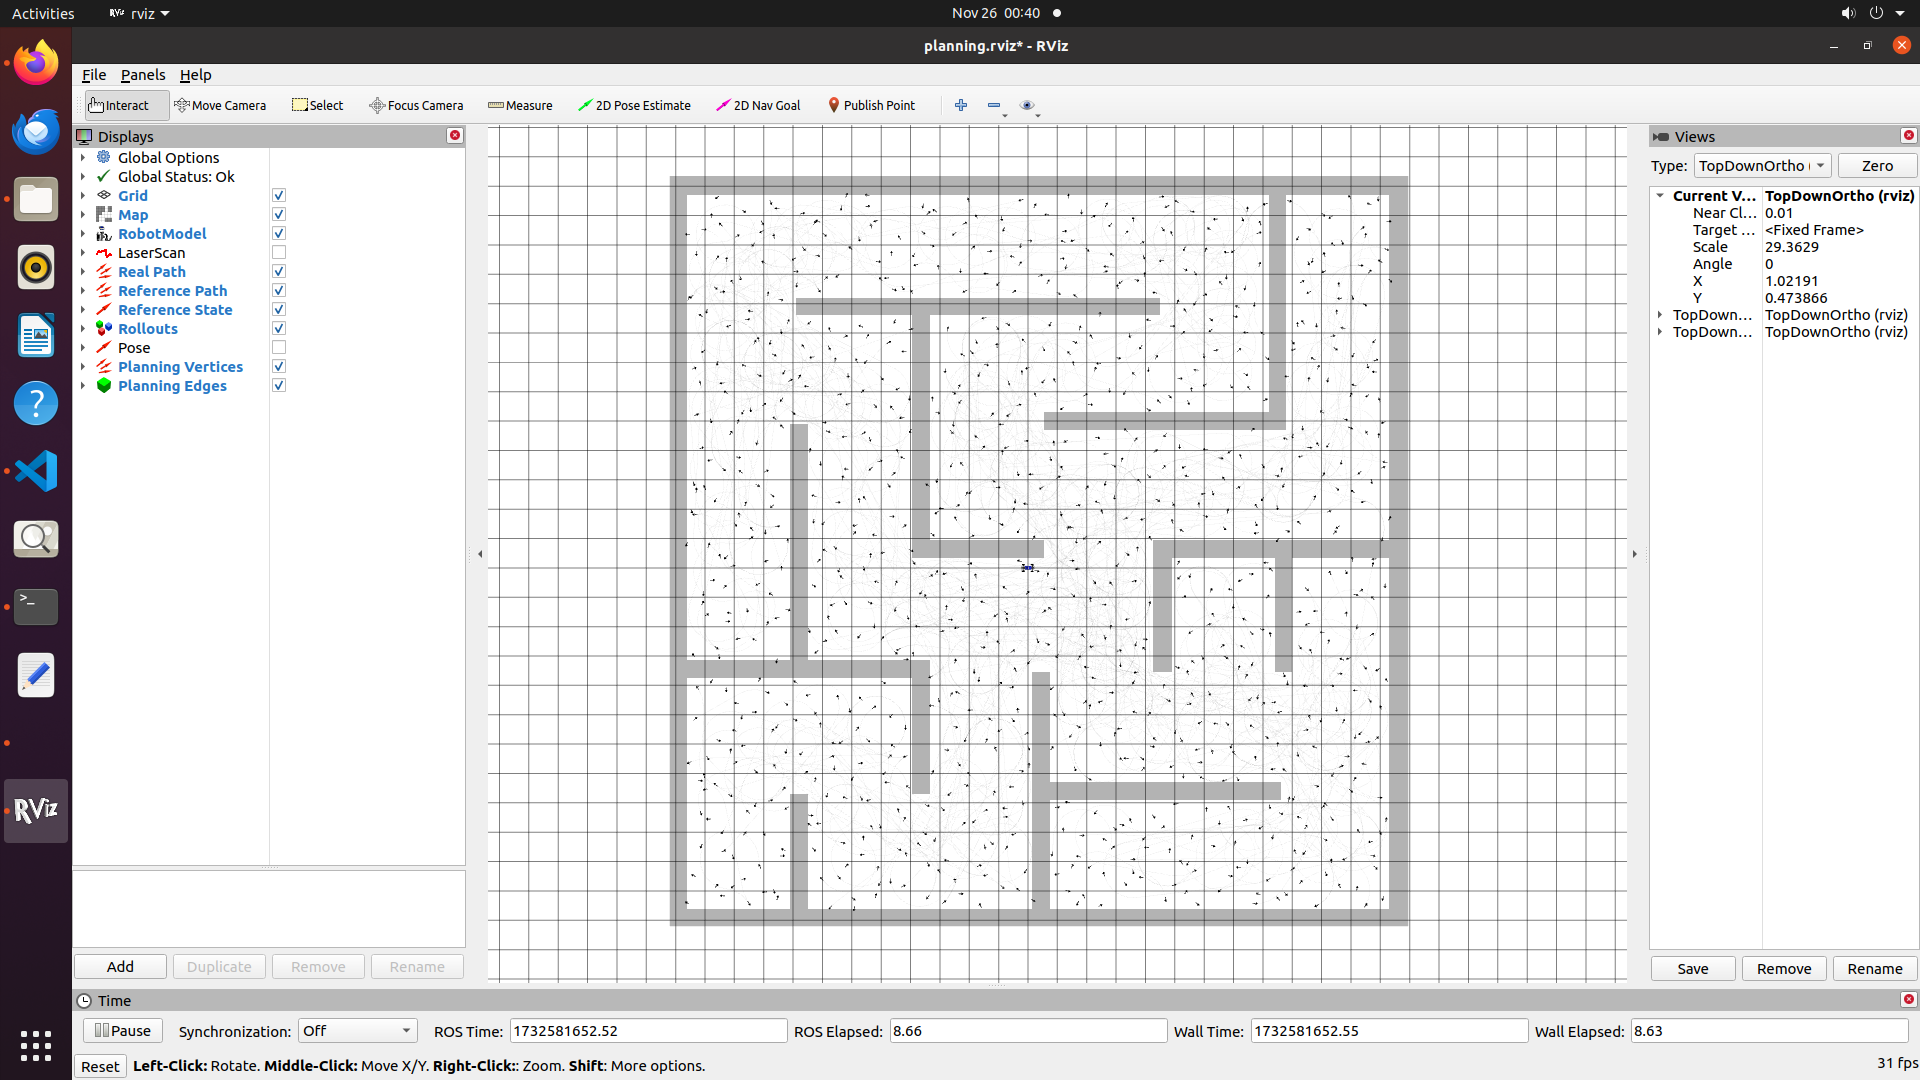 Activities
rviz
Nov 26 00:40
planning.rviz* - RViz
File Panels Help
Interact Move Camera Select Focus Camera Measure 2D Pose Estimate 2D Nav Goal Publish Point
Displays
Global Options
Global Status: Ok
Grid
Map
RobotModel
LaserScan
Real Path
Reference Path
Reference State
Rollouts
Pose
Planning Vertices
Planning Edges
Add Duplicate Remove Rename
Views
Type: TopDownOrtho ( Zero
Current V... TopDownOrtho (rviz)
Near Cl... 0.01
Target ... <Fixed Frame>
Scale 29.3629
Angle 0
X 1.02191
Y 0.473866
TopDown... TopDownOrtho (rviz)
TopDown... TopDownOrtho (rviz)
Save Remove Rename
RViz
Time
Pause Synchronization: Off ROS Time: 1732581652.52 ROS Elapsed: 8.66 Wall Time: 1732581652.55 Wall Elapsed: 8.63
Reset Left-Click: Rotate. Middle-Click: Move X/Y. Right-Click:: Zoom. Shift: More options. 31 fps